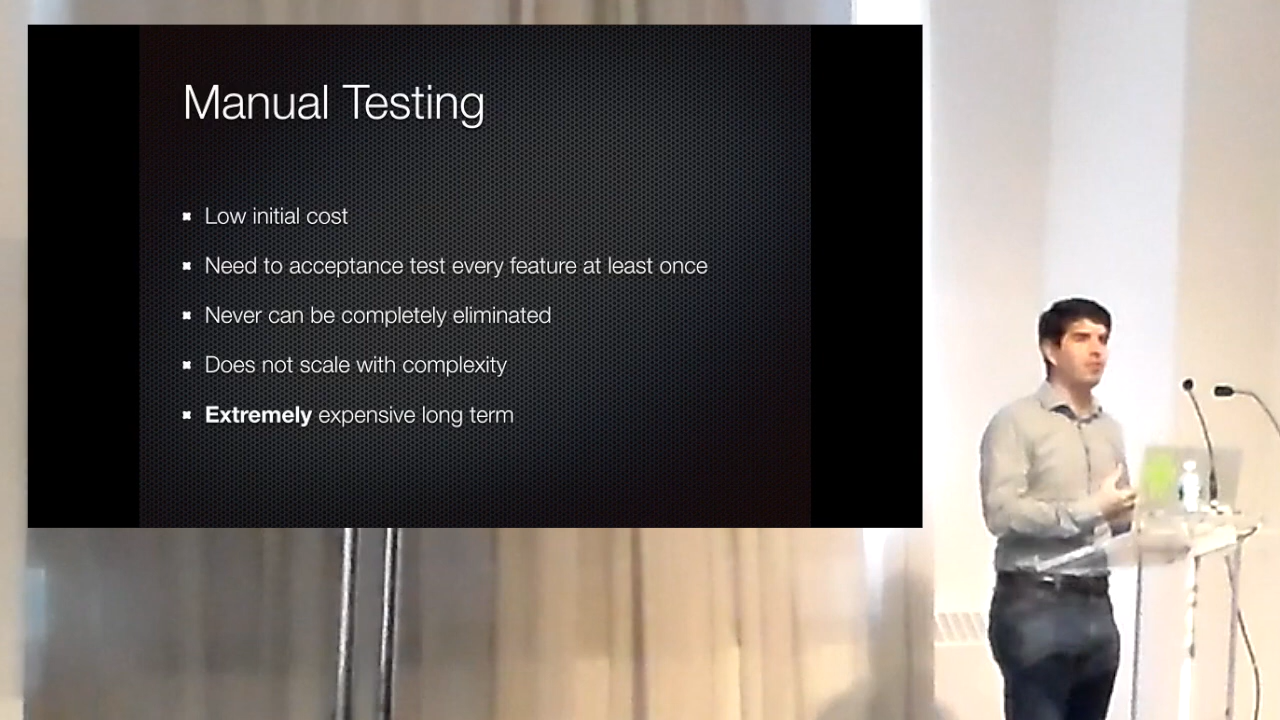 Manual Testing
Low initial cost
Need to acceptance test every feature at least once
Never can be completely eliminated
Does not scale with complexity
Extremely expensive long term